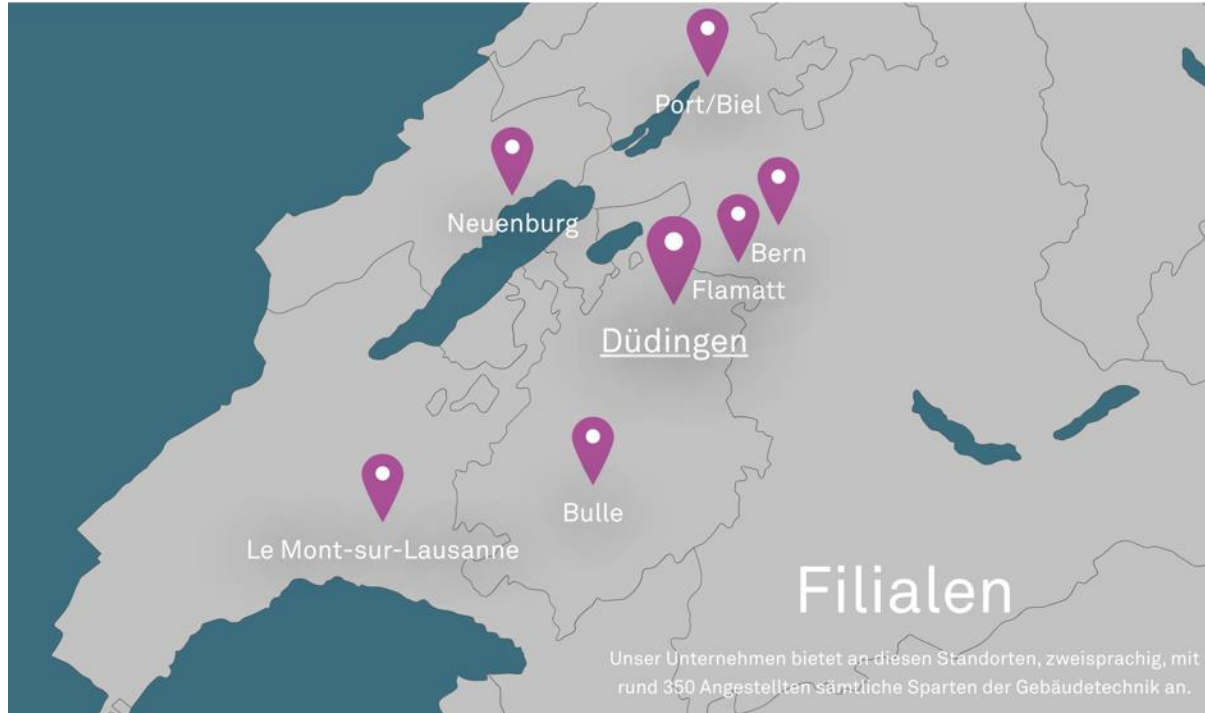 Port/Biel
Neuenburg
Bern
Flamatt
Düdingen
Bulle
Le Mont-sur-Lausanne
Filialen
Unser Unternehmen bietet an diesen Standorten, zweisprachig, mit
rund 350 Angestellten sämtliche Sparten der Gebäudetechnik an.